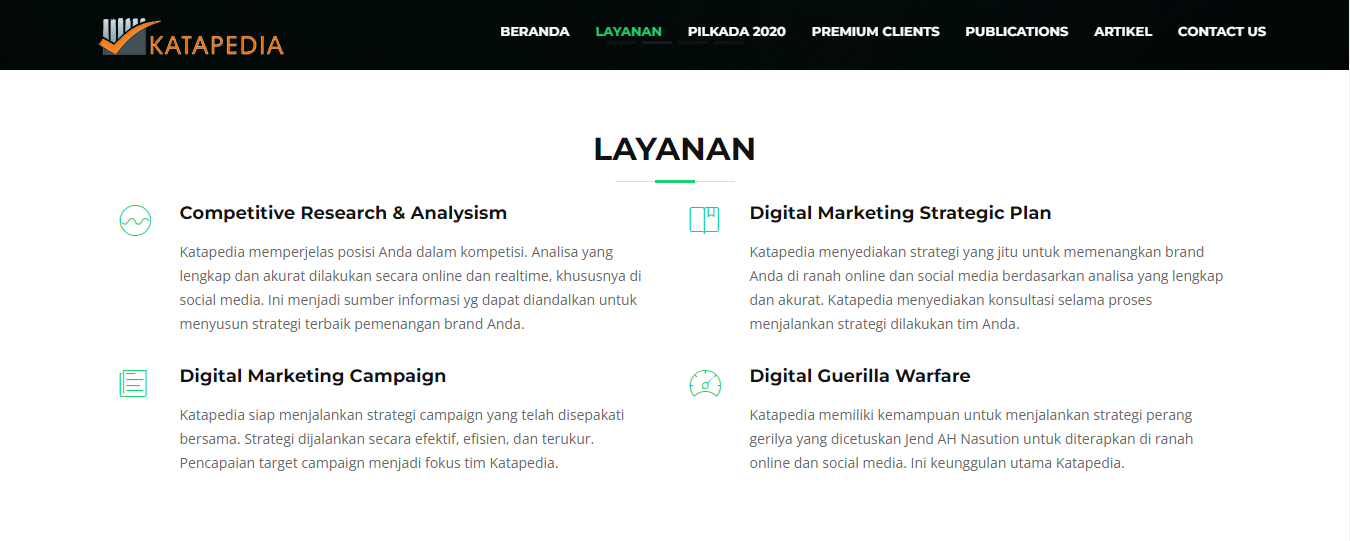 KATAPEDIA
BERANDA LAYANAN PILKADA 2020 PREMIUM CLIENTS PUBLICATIONS ARTIKEL CONTACT US
LAYANAN
Competitive Research & Analysism
Katapedia memperjelas posisi Anda dalam kompetisi. Analisa yang
lengkap dan akurat dilakukan secara online dan realtime, khususnya di
social media. Ini menjadi sumber informasi yg dapat diandalkan untuk
menyusun strategi terbaik pemenangan brand Anda.
Digital Marketing Strategic Plan
Katapedia menyediakan strategi yang jitu untuk memenangkan brand
Anda di ranah online dan social media berdasarkan analisa yang lengkap
dan akurat. Katapedia menyediakan konsultasi selama proses
menjalankan strategi dilakukan tim Anda.
Digital Marketing Campaign
Katapedia siap menjalankan strategi campaign yang telah disepakati
bersama. Strategi dijalankan secara efektif, efisien, dan terukur.
Pencapaian target campaign menjadi fokus tim Katapedia.
Digital Guerilla Warfare
Katapedia memiliki kemampuan untuk menjalankan strategi perang
gerilya yang dicetuskan Jend AH Nasution untuk diterapkan di ranah
online dan social media. Ini keunggulan utama Katapedia.